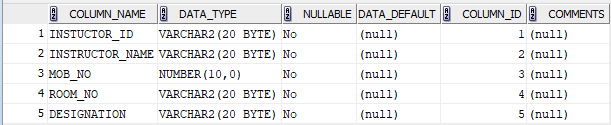 COLUMN_NAME DATA_TYPE NULLABLE DATA_DEFAULT COLUMN_ID COMMENTS
1 INSTUCTOR_ID VARCHAR2(20 BYTE) No (null) 1 (null)
2 INSTRUCTOR_NAME VARCHAR2(20 BYTE) No (null) 2 (null)
3 MOB_NO NUMBER(10,0) No (null) 3 (null)
4 ROOM_NO VARCHAR2(20 BYTE) No (null) 4 (null)
5 DESIGNATION VARCHAR2(20 BYTE) No (null) 5 (null)